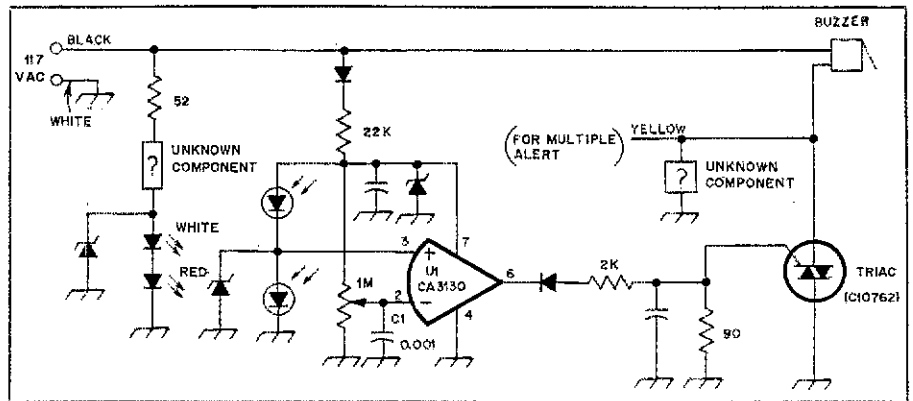 BUZZER
BLACK
117
VAC
WHITE
52
?
UNKNOWN
COMPONENT
22K
(FOR MULTIPLE
ALERT)
YELLOW
?
UNKNOWN
COMPONENT
WHITE
RED
3
+
7
U1
CA3130
6
2
-
4
1M
C1
0.001
2K
90
TRIAC
(C10762)